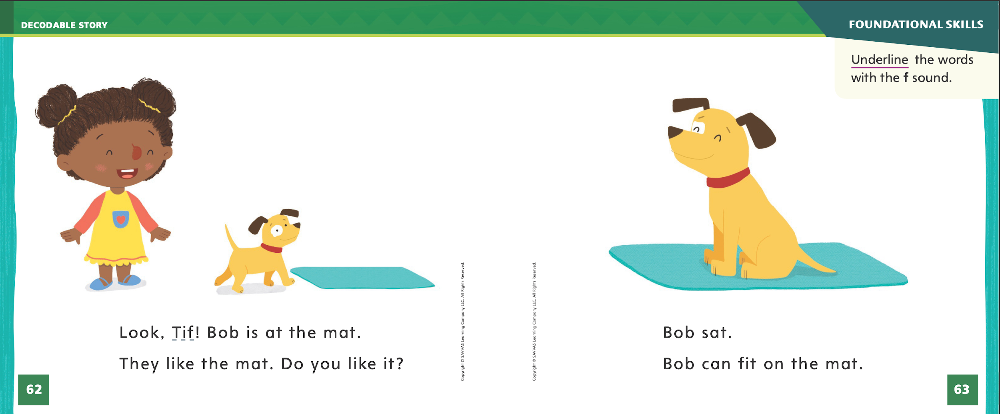 DECODABLE STORY
FOUNDATIONAL SKILLS
Underline the words
with the f sound.
Look, Tif! Bob is at the mat.
They like the mat. Do you like it?
Copyright © SAVVAS Learning Company LLC. All Rights Reserved.
62
Copyright © SAVVAS Learning Company LLC. All Rights Reserved.
Bob sat.
Bob can fit on the mat.
63